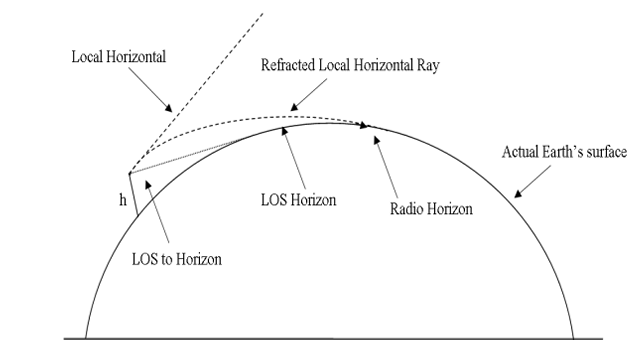 Local Horizontal
Refracted Local Horizontal Ray
Actual Earth's surface
h
LOS Horizon
Radio Horizon
LOS to Horizon